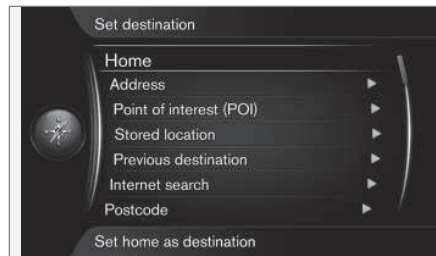 Set destination
Home
Address
Point of interest (POI)
Stored location
Previous destination
Internet search
Postcode
Set home as destination